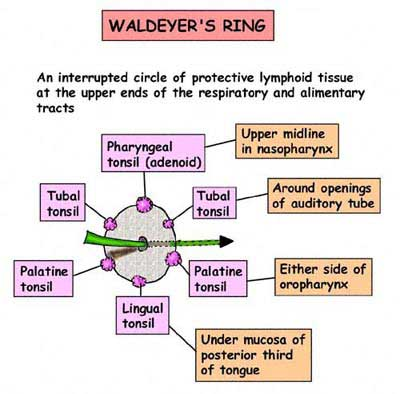 WALDEYER'S RING
An interrupted circle of protective lymphoid tissue
at the upper ends of the respiratory and alimentary
tracts
Pharyngeal
tonsil (adenoid)
Upper midline
in nasopharynx
Tubal
tonsil
Tubal
tonsil
Around openings
of auditory tube
Palatine
tonsil
Palatine
tonsil
Either side of
oropharynx
Lingual
tonsil
Under mucosa of
posterior third
of tongue